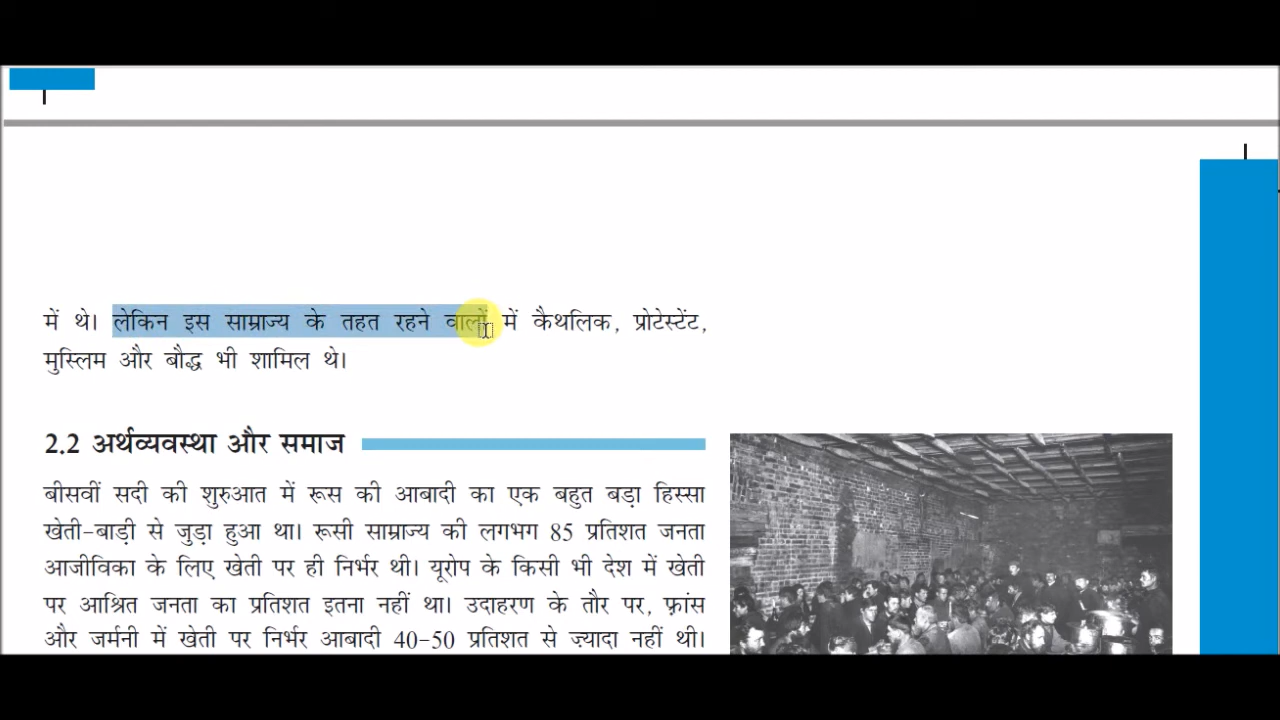 में थे। लेकिन इस साम्राज्य के तहत रहने वालों में कैथलिक, प्रोटेस्टेंट,
मुस्लिम और बौद्ध भी शामिल थे।
2.2 अर्थव्यवस्था और समाज
बीसवीं सदी की शुरुआत में रूस की आबादी का एक बहुत बड़ा हिस्सा
खेती-बाड़ी से जुड़ा हुआ था। रूसी साम्राज्य की लगभग 85 प्रतिशत जनता
आजीविका के लिए खेती पर ही निर्भर थी। यूरोप के किसी भी देश में खेती
पर आश्रित जनता का प्रतिशत इतना नहीं था। उदाहरण के तौर पर, फ़्रांस
और जर्मनी में खेती पर निर्भर आबादी 40-50 प्रतिशत से ज़्यादा नहीं थी।